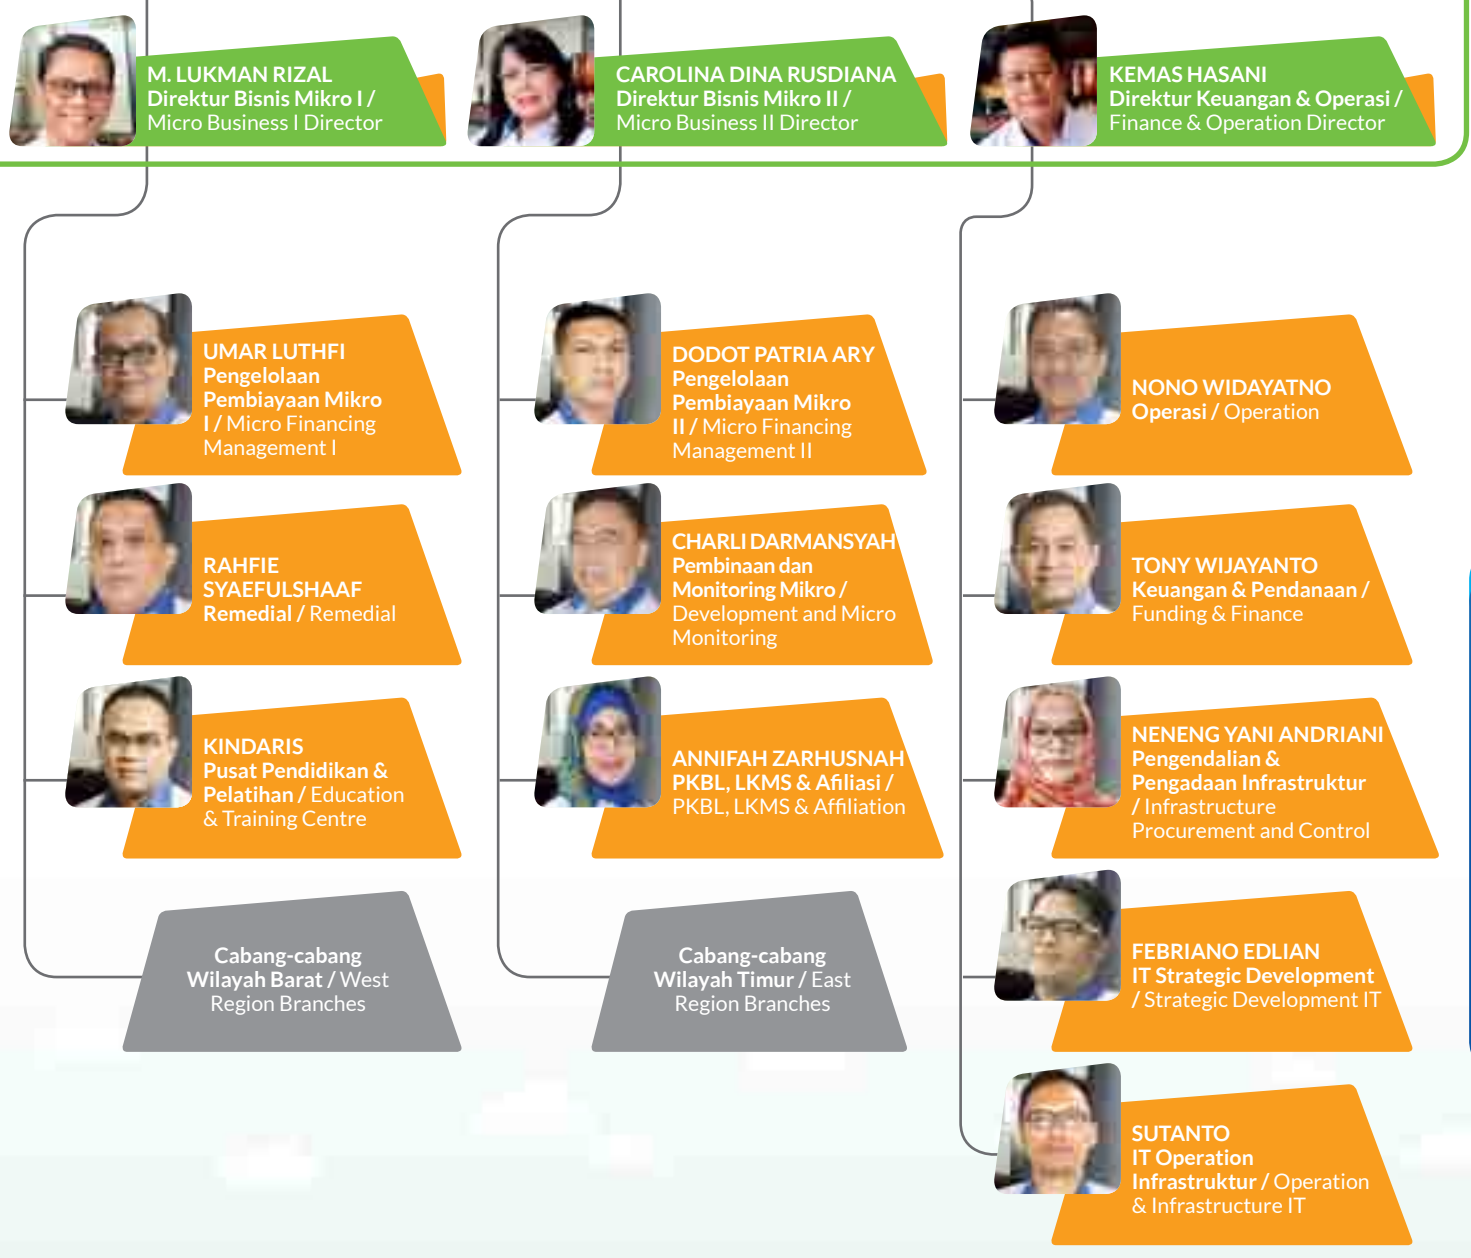 M. LUKMAN RIZAL
Direktur Bisnis Mikro I /
Micro Business I Director
CAROLINA DINA RUSDIANA
Direktur Bisnis Mikro II /
Micro Business II Director
KEMAS HASANI
Direktur Keuangan & Operasi /
Finance & Operation Director
UMAR LUTHFI
Pengelolaan
Pembiayaan Mikro
I / Micro Financing
Management I
RAHFIE
SYAEFULSHAAF
Remedial / Remedial
KINDARIS
Pusat Pendidikan &
Pelatihan / Education
& Training Centre
Cabang-cabang
Wilayah Barat / West
Region Branches
DODOT PATRIA ARY
Pengelolaan
Pembiayaan Mikro
II / Micro Financing
Management II
CHARLI DARMANSYAH
Pembinaan dan
Monitoring Mikro /
Development and Micro
Monitoring
ANNIFAH ZARHUSNAH
PKBL, LKMS & Afiliasi /
PKBL, LKMS & Affiliation
Cabang-cabang
Wilayah Timur / East
Region Branches
NONO WIDAYATNO
Operasi / Operation
TONY WIJAYANTO
Keuangan & Pendanaan /
Funding & Finance
NENENG YANI ANDRIANI
Pengendalian &
Pengadaan Infrastruktur
/ Infrastructure
Procurement and Control
FEBRIANO EDLIAN
IT Strategic Development
/ Strategic Development IT
SUTANTO
IT Operation
Infrastruktur / Operation
& Infrastructure IT